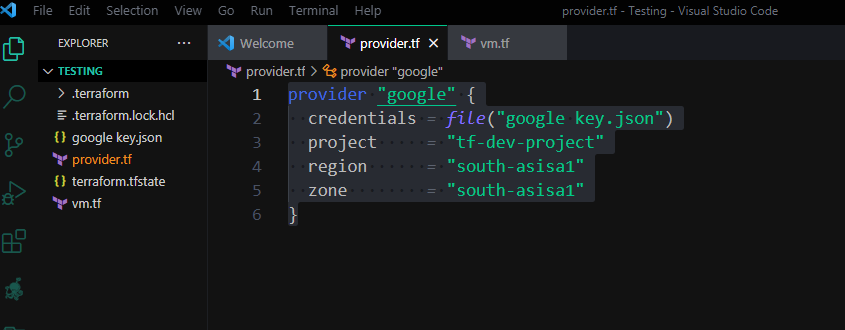 File Edit Selection View Go Run Terminal Help provider.tf - Testing - Visual Studio Code
EXPLORER ···
TESTING
.terraform
.terraform.lock.hcl
google key.json
provider.tf
terraform.tfstate
vm.tf
Welcome provider.tf vm.tf
provider.tf > provider "google"
1 provider "google" {
2 credentials = file("google key.json")
3 project = "tf-dev-project"
4 region = "south-asisa1"
5 zone = "south-asisa1"
6 }